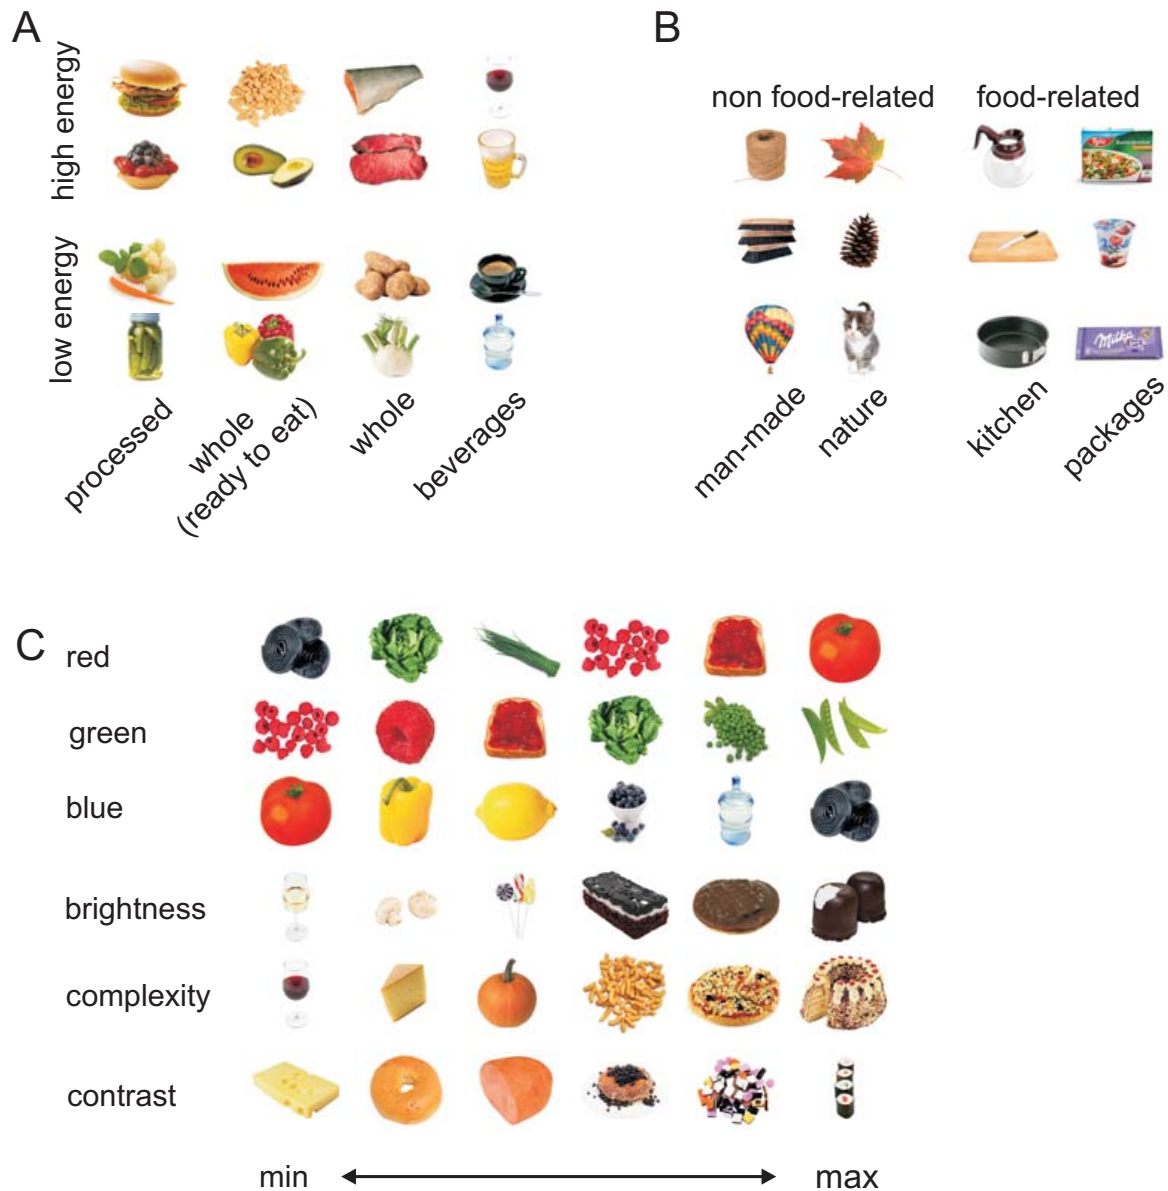 A
B
high energy
low energy
processed
whole
(ready to eat)
whole
beverages
non food-related
food-related
man-made
nature
kitchen
packages
Milka
C
red
green
blue
brightness
complexity
contrast
min
max